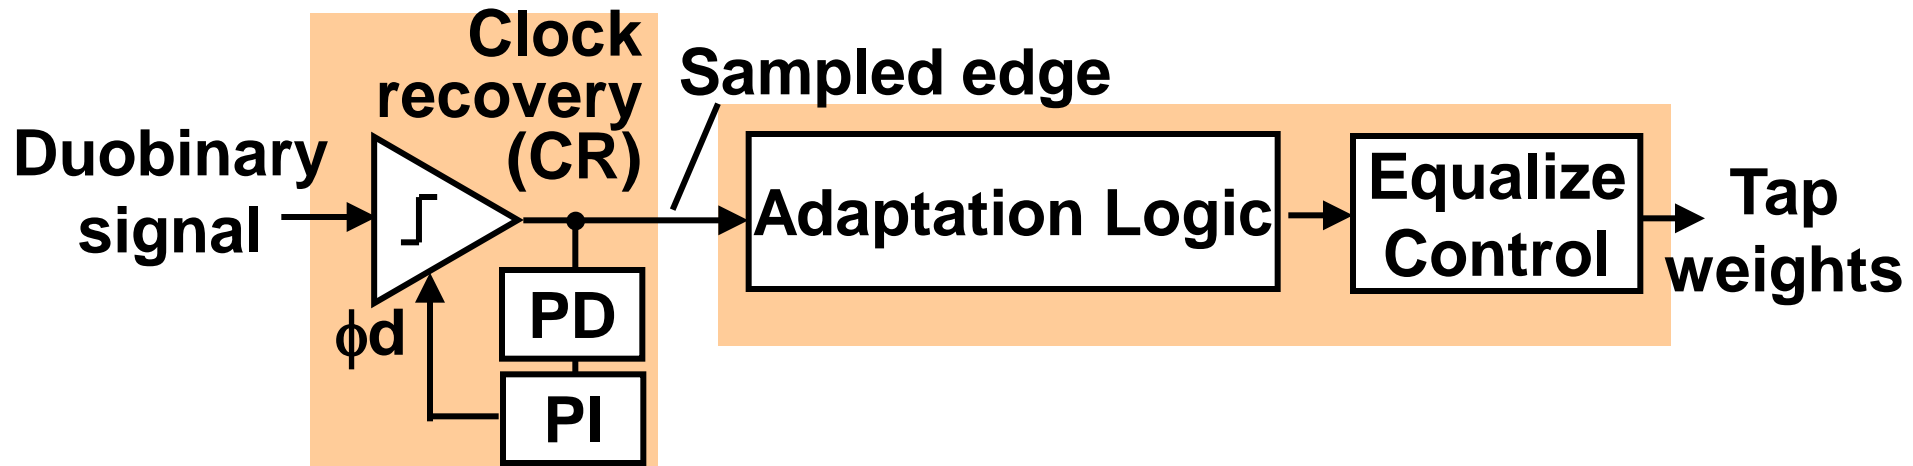 Clock
recovery
(CR)
Sampled edge
Duobinary
signal
ϕd
PD
PI
Adaptation Logic
Equalize
Control
Tap
weights